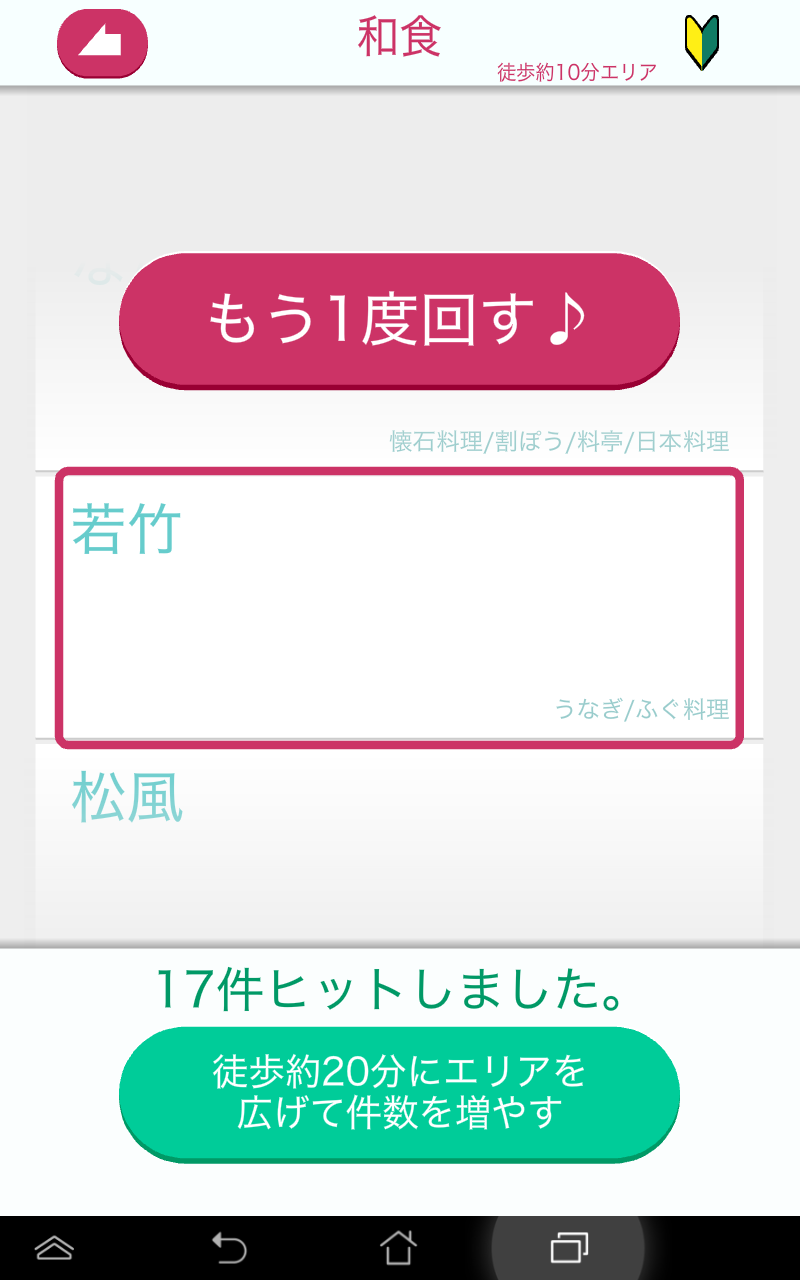 和食
徒歩約10分エリア
もう1度回す♪
懐石料理/割ぽう/料亭/日本料理
若竹
うなぎ/ふぐ料理
松風
17件ヒットしました。
徒歩約20分にエリアを
広げて件数を増やす